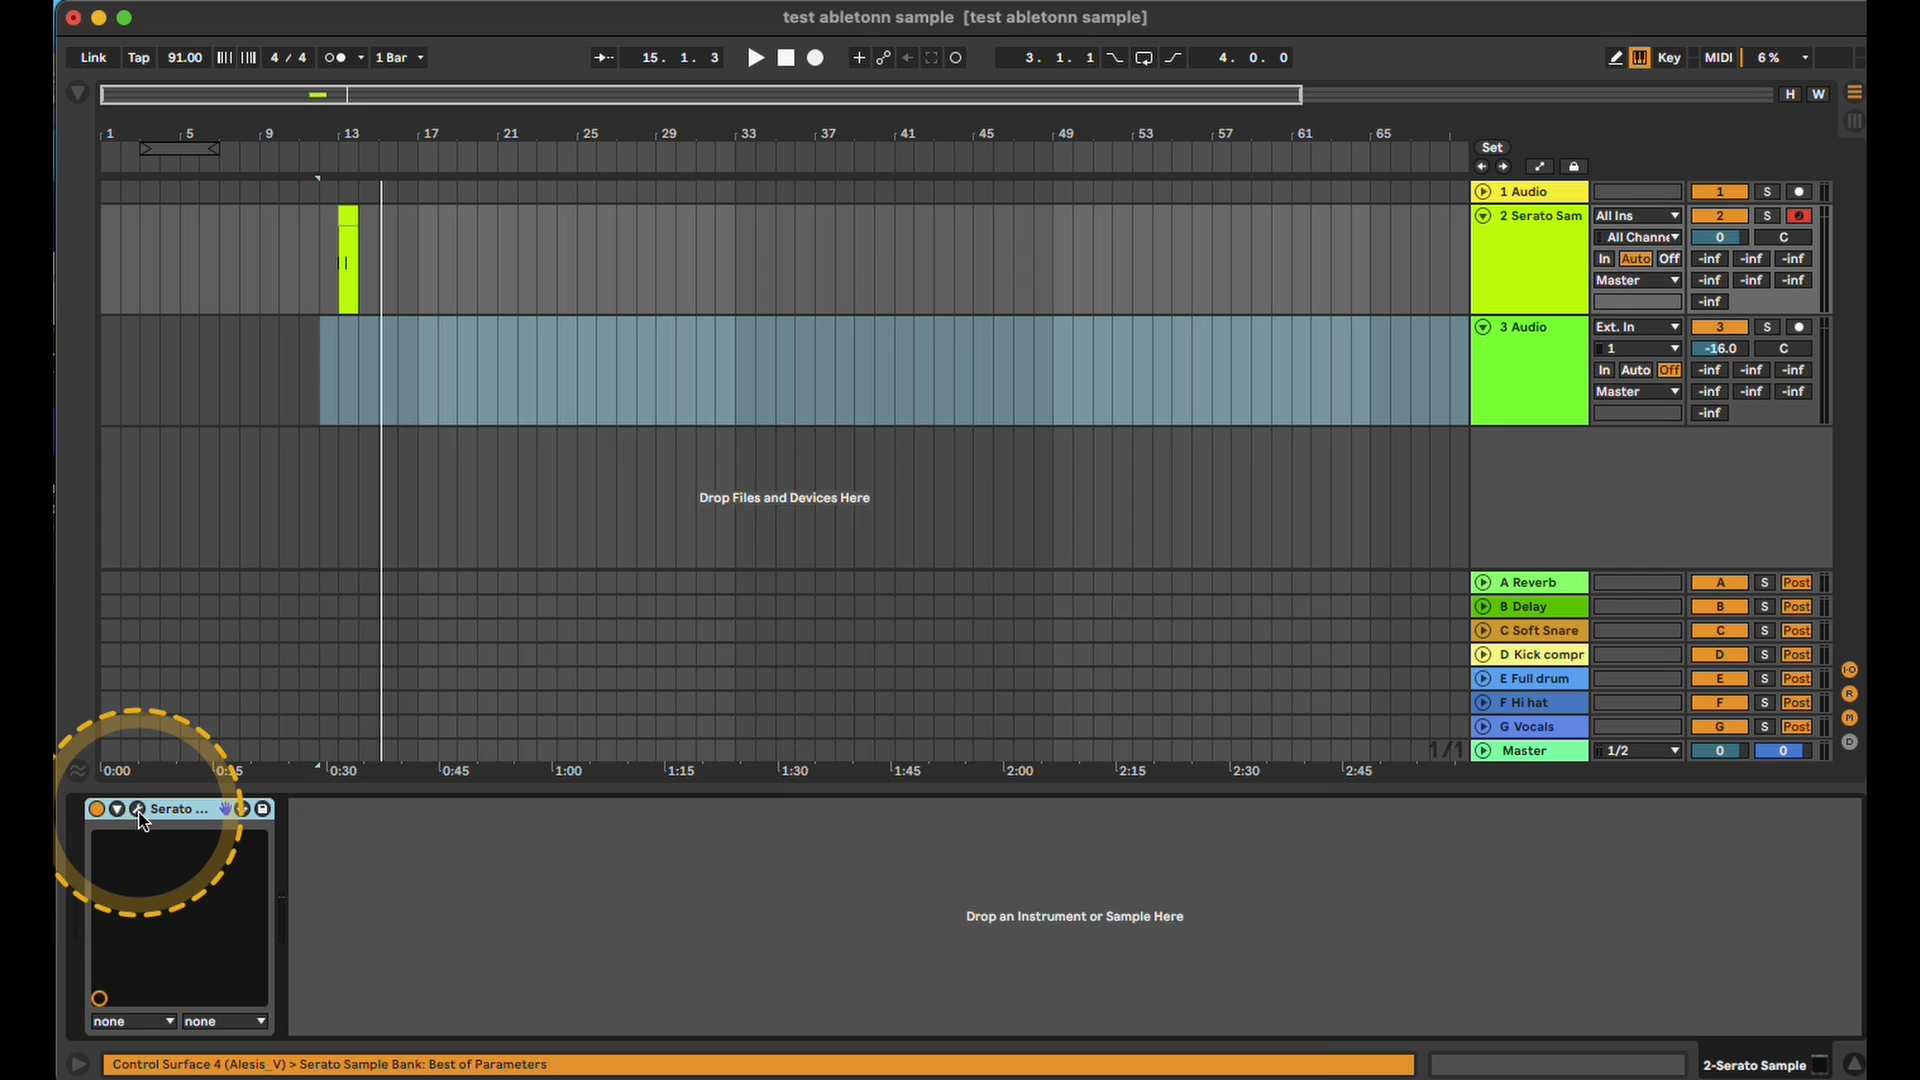 test abletonn sample [test abletonn sample]
Link Tap 91.00 4 / 4 1 Bar 15. 1. 3 3. 1. 1 4. 0. 0 Key MIDI 6 %
H W
1 5 9 13 17 21 25 29 33 37 41 45 49 53 57 61 65
Set
1 Audio 1 S
2 Serato Sam All Ins 2 S
All Channe 0 C
In Auto Off -inf -inf -inf
Master -inf -inf -inf
-inf
3 Audio Ext. In 3 S
1 -16.0 C
In Auto Off -inf -inf -inf
Master -inf -inf -inf
-inf
Drop Files and Devices Here
A Reverb A S Post
B Delay B S Post
C Soft Snare C S Post
D Kick compr D S Post
E Full drum E S Post
F Hi hat F S Post
G Vocals G S Post
1/1 Master 1/2 0 0
I·O
R
M
D
0:00 0:15 0:30 0:45 1:00 1:15 1:30 1:45 2:00 2:15 2:30 2:45
Serato ...
Drop an Instrument or Sample Here
none none
Control Surface 4 (Alesis_V) > Serato Sample Bank: Best of Parameters
2-Serato Sample